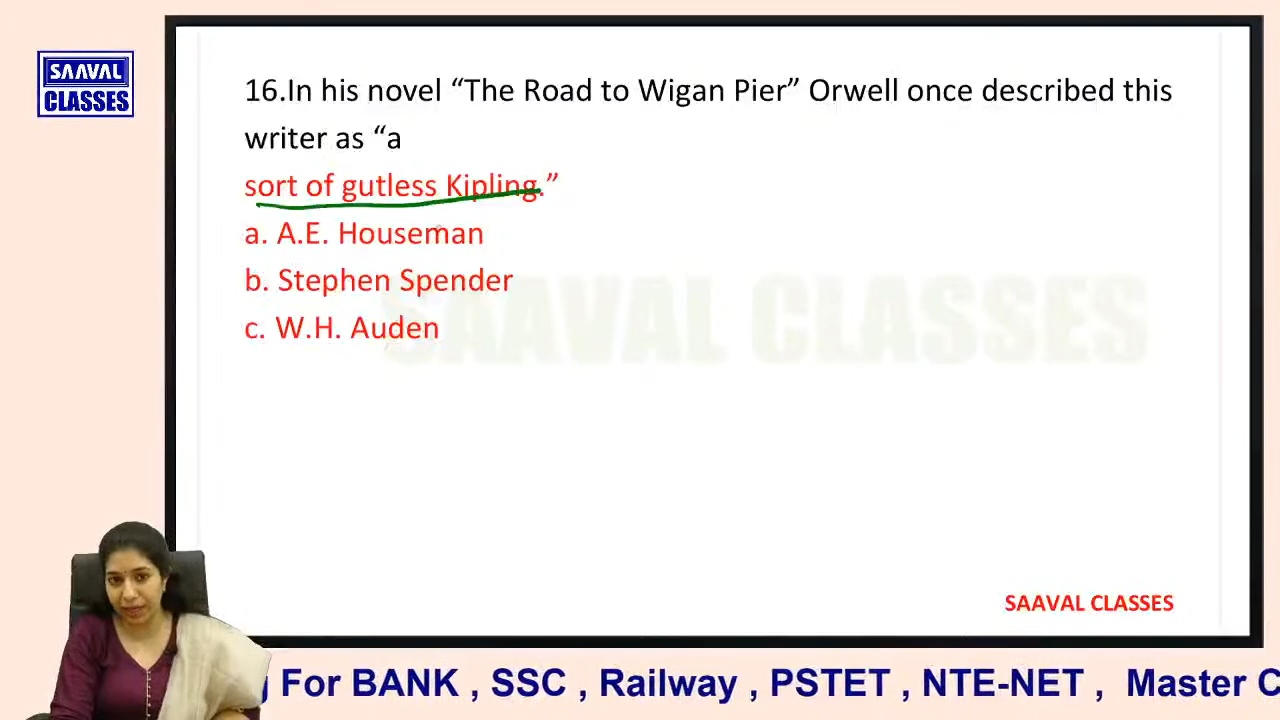 SAAVAL
CLASSES
16.In his novel “The Road to Wigan Pier” Orwell once described this
writer as “a
sort of gutless Kipling.”
a. A.E. Houseman
b. Stephen Spender
c. W.H. Auden
SAAVAL CLASSES
SAAVAL CLASSES
For BANK , SSC , Railway , PSTET , NTE-NET , Master